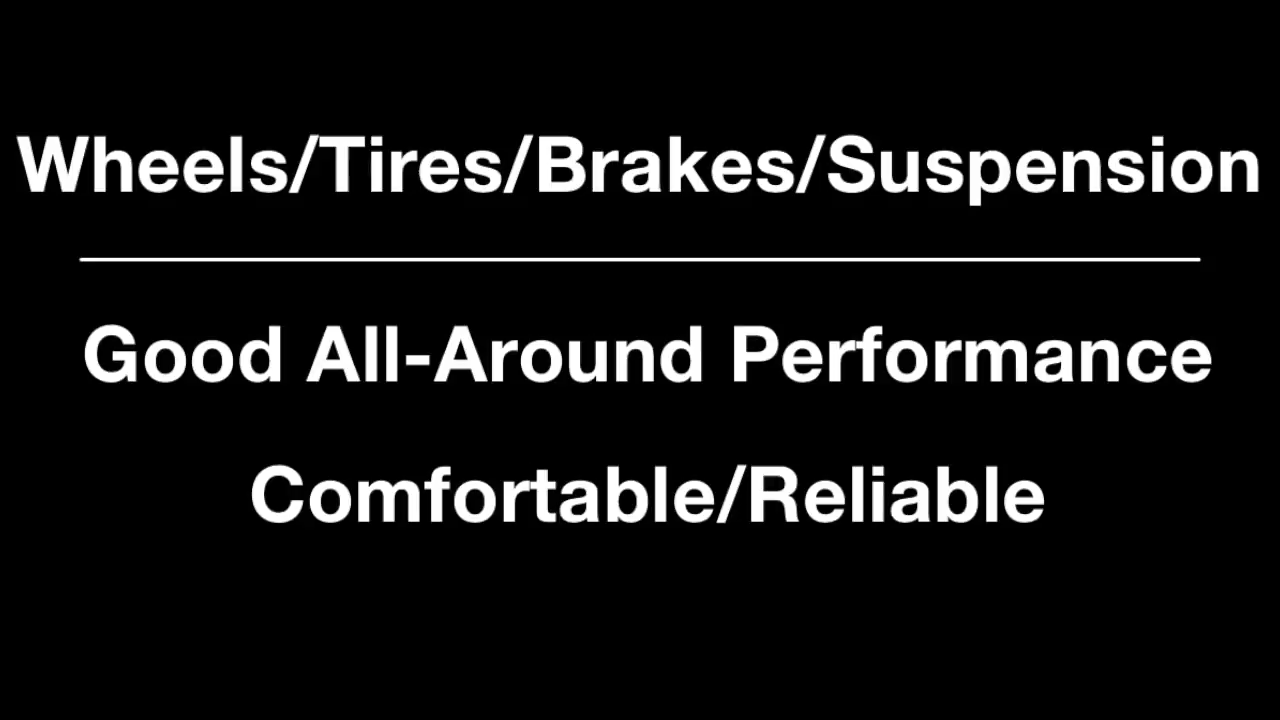 Wheels/Tires/Brakes/Suspension
Good All-Around Performance
Comfortable/Reliable